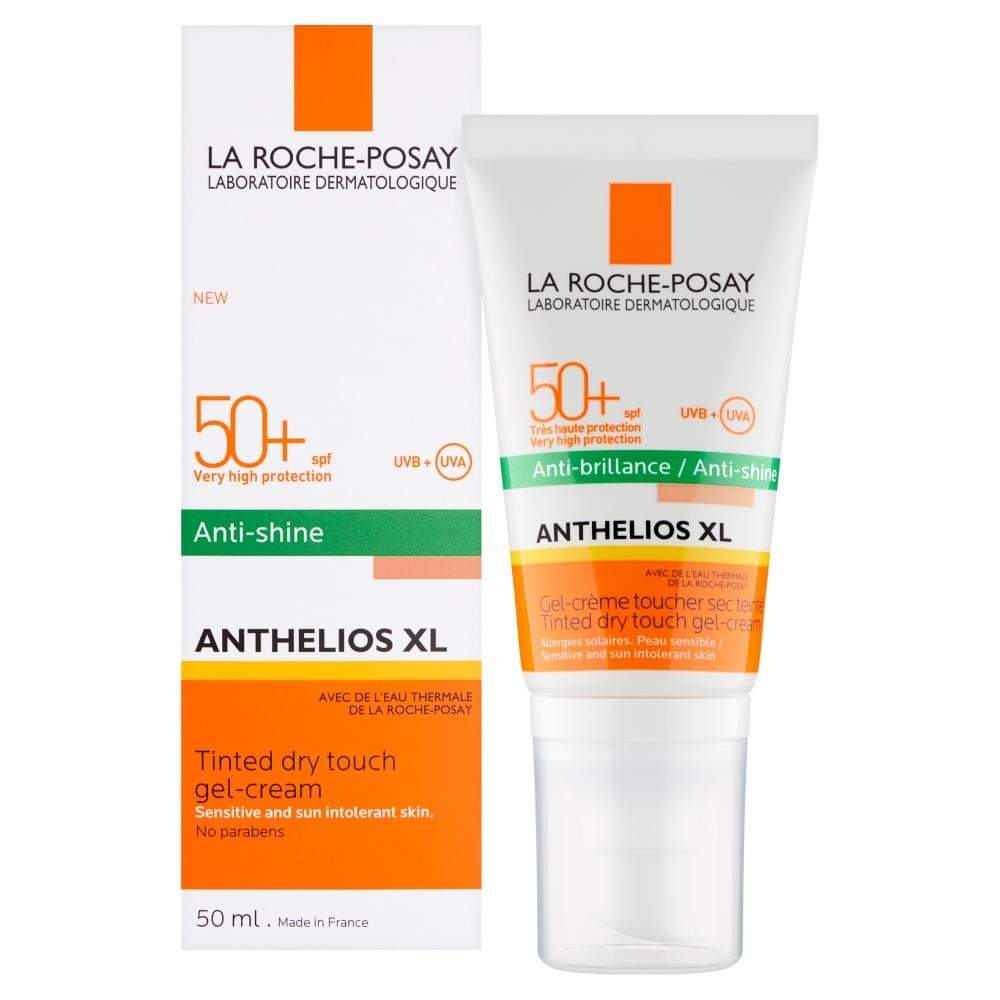 LA ROCHE-POSAY
LABORATOIRE DERMATOLOGIQUE
NEW
50+ spf
Very high protection
UVB + UVA
Anti-shine
ANTHELIOS XL
AVEC DE L'EAU THERMALE
DE LA ROCHE-POSAY
Tinted dry touch
gel-cream
Sensitive and sun intolerant skin.
No parabens
50 ml . Made in France
LA ROCHE-POSAY
LABORATOIRE DERMATOLOGIQUE
50+ spf
Très haute protection
Very high protection
UVB + UVA
Anti-brillance / Anti-shine
ANTHELIOS XL
AVEC DE L'EAU THERMALE
DE LA ROCHE-POSAY
Gel-crème toucher sec teinté
Tinted dry touch gel-cream
Allergies solaires. Peau sensible /
Sensitive and sun intolerant skin